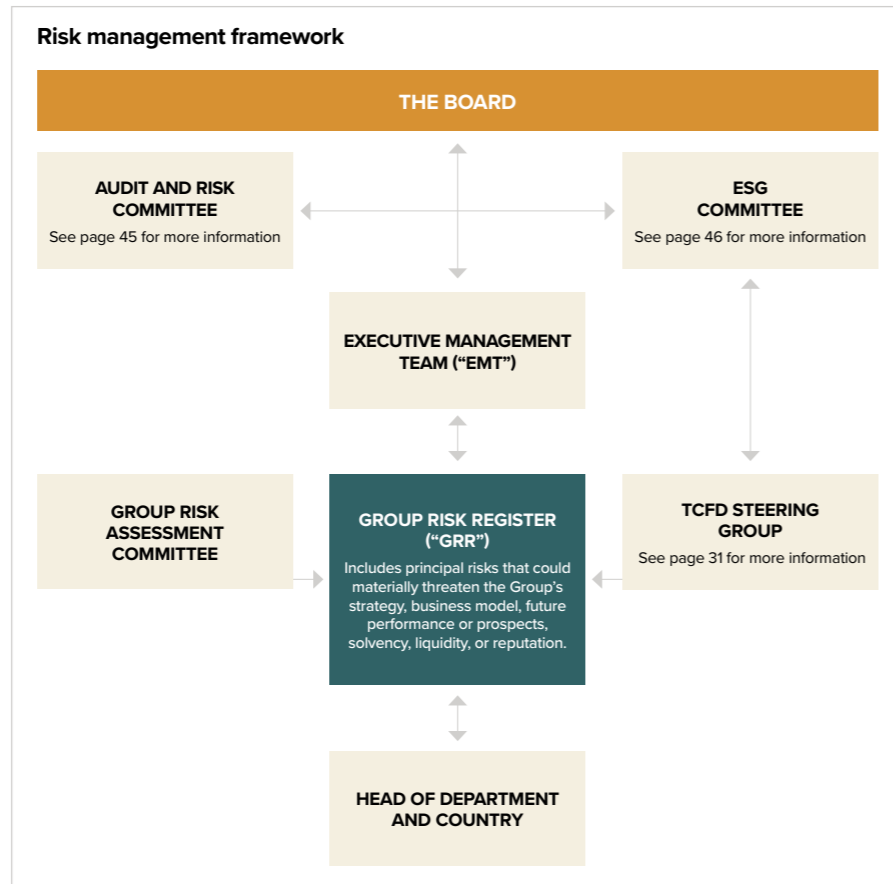 Risk management framework
THE BOARD
AUDIT AND RISK
COMMITTEE
See page 45 for more information
ESG
COMMITTEE
See page 46 for more information
EXECUTIVE MANAGEMENT
TEAM (“EMT”)
GROUP RISK
ASSESSMENT
COMMITTEE
GROUP RISK REGISTER
(“GRR”)
Includes principal risks that could
materially threaten the Group’s
strategy, business model, future
performance or prospects,
solvency, liquidity, or reputation.
TCFD STEERING
GROUP
See page 31 for more information
HEAD OF DEPARTMENT
AND COUNTRY